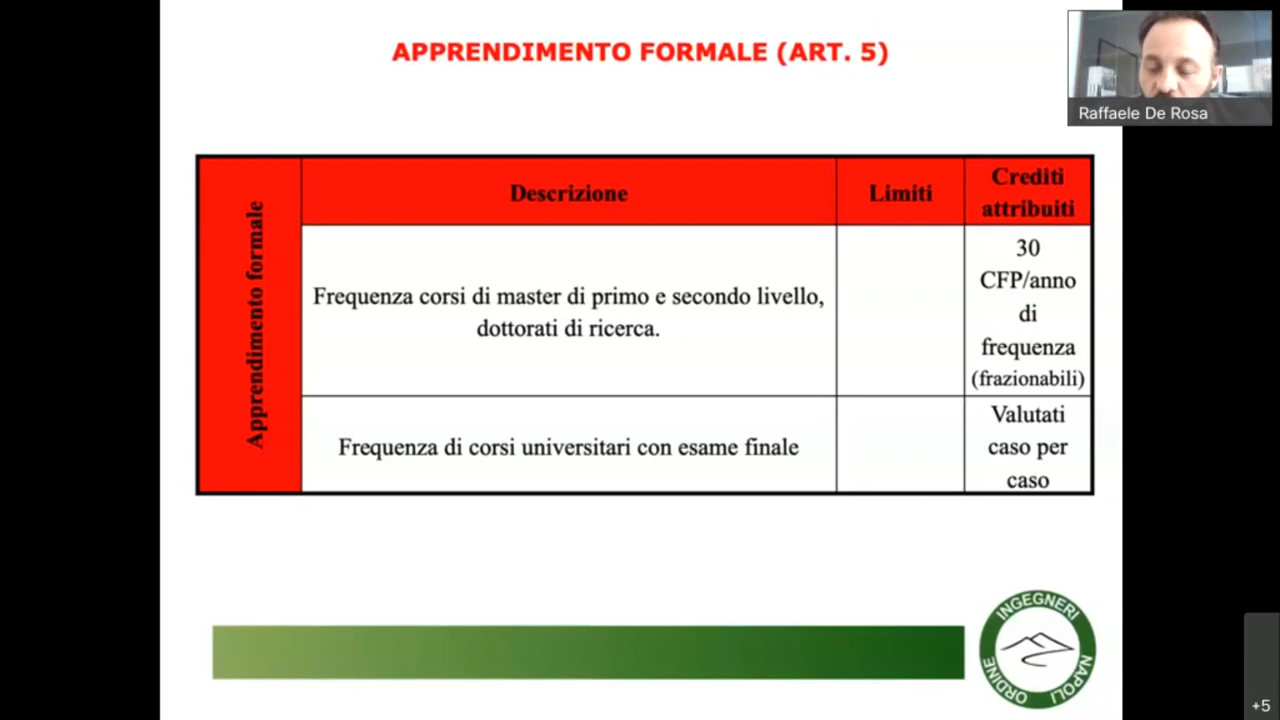 APPRENDIMENTO FORMALE (ART. 5)
Raffaele De Rosa
Apprendimento formale
Descrizione
Limiti
Crediti
attribuiti
Frequenza corsi di master di primo e secondo livello,
dottorati di ricerca.
30
CFP/anno
di
frequenza
(frazionabili)
Frequenza di corsi universitari con esame finale
Valutati
caso per
caso
INGEGNERI
NAPOLI
ORDINE
+5